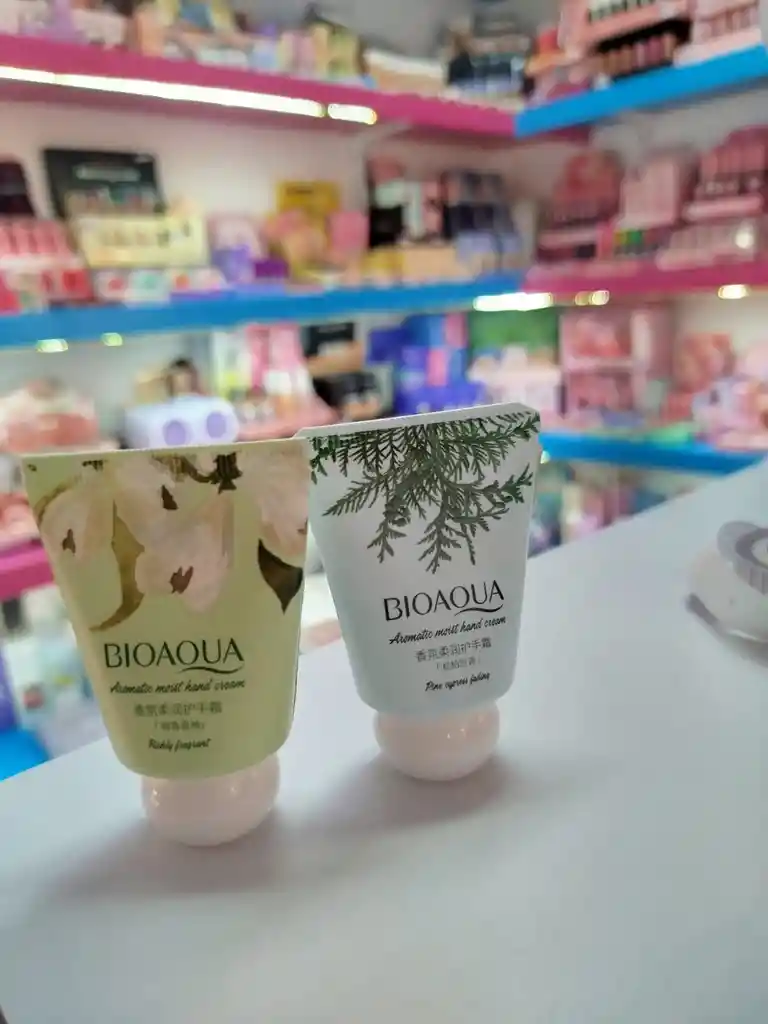 BIOAQUA
Aromatic moist hand cream
香氛柔润护手霜
Richly fragrant
BIOAQUA
Aromatic moist hand cream
香氛柔润护手霜
Pine cypress fading